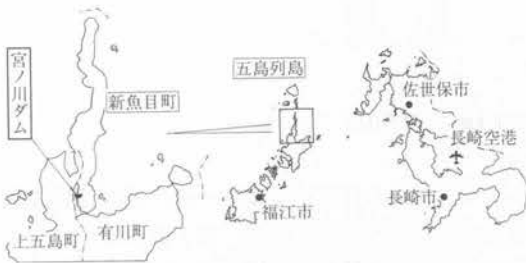 宮ノ川ダム
新魚目町
上五島町
有川町
五島列島
福江市
佐世保市
長崎空港
長崎市